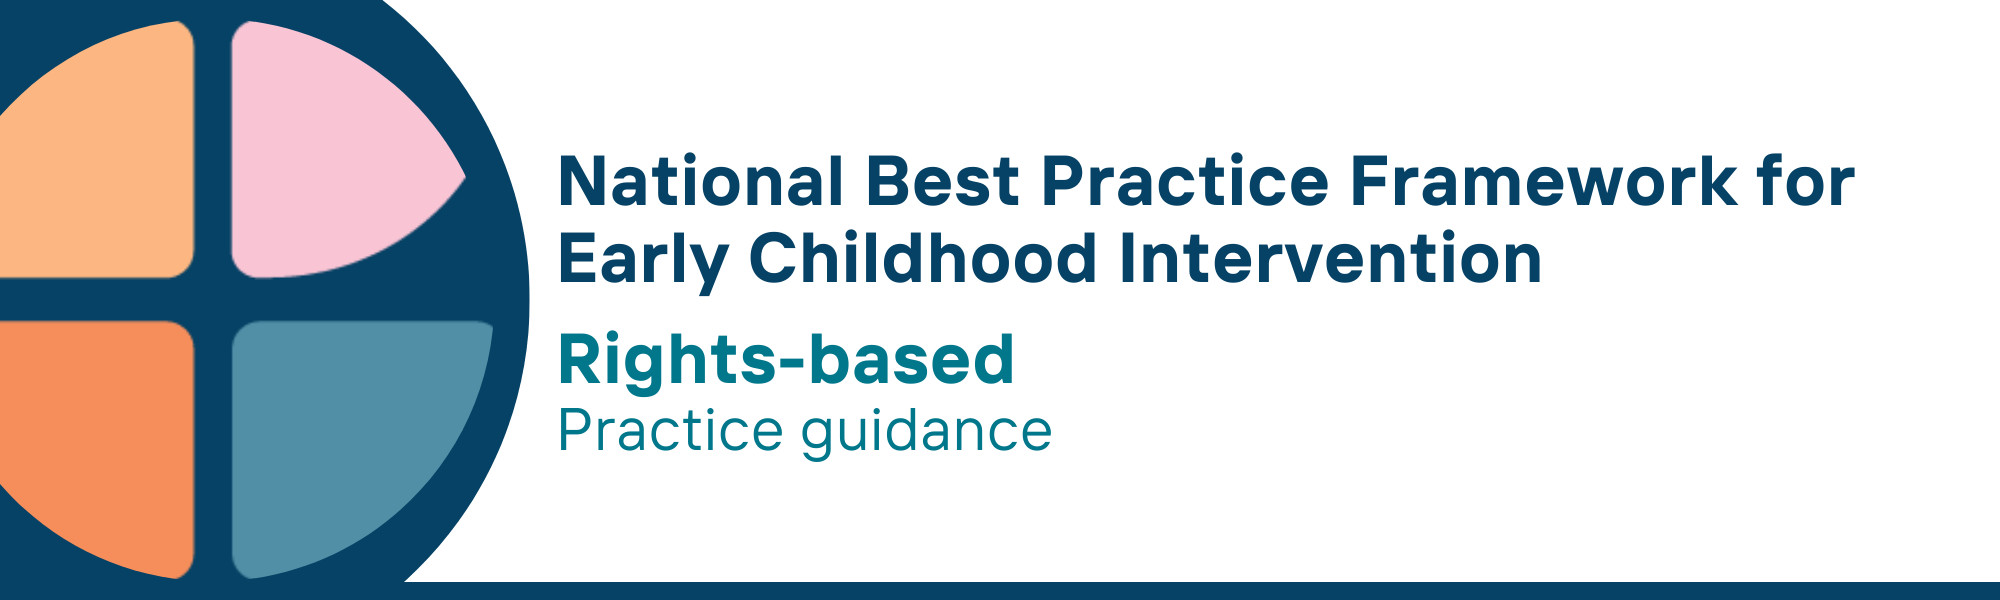 National Best Practice Framework for
Early Childhood Intervention
Rights-based
Practice guidance